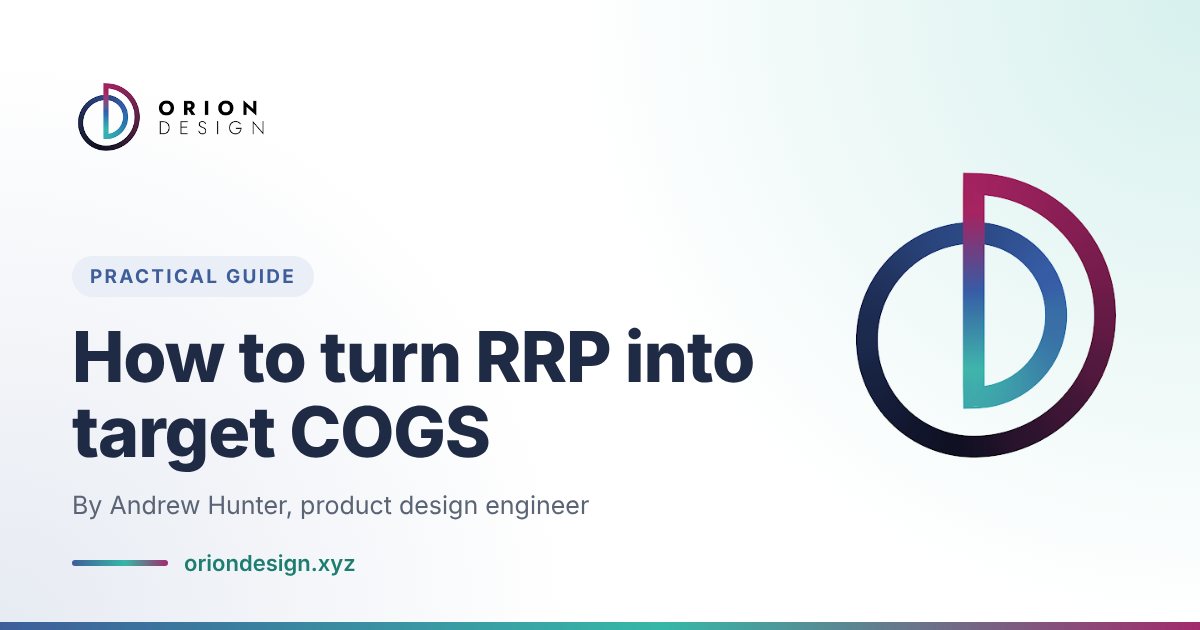 ORION
DESIGN
PRACTICAL GUIDE
How to turn RRP into
target COGS
By Andrew Hunter, product design engineer
oriondesign.xyz